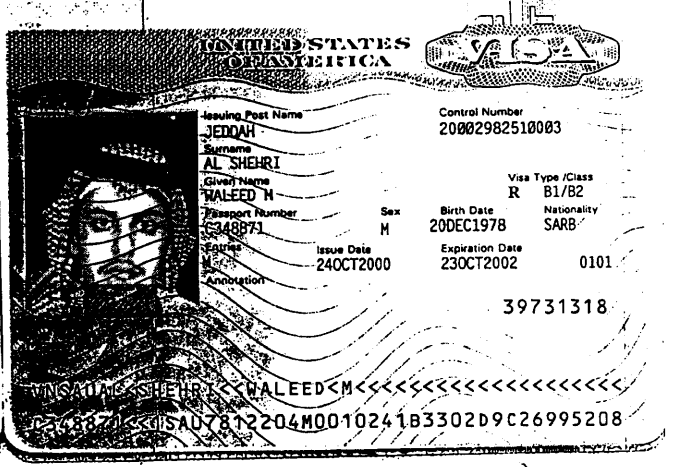 UNITED STATES
OF AMERICA
VISA
Issuing Post Name
JEDDAH
Control Number
20002982510003
Surname
AL SHEHRI
Given Name
WALEED M
Visa Type /Class
R B1/B2
Passport Number
C348871
Sex
M
Birth Date
20DEC1978
Nationality
SARB
Entries
M
Issue Date
24OCT2000
Expiration Date
23OCT2002
0101
Annotation
39731318
VNSAUAL<SHEHRI<<WALEED<M<<<<<<<<<<<<<<<<<<<<
C348871<<1SAU7812204M0010241B3302D9C26995208